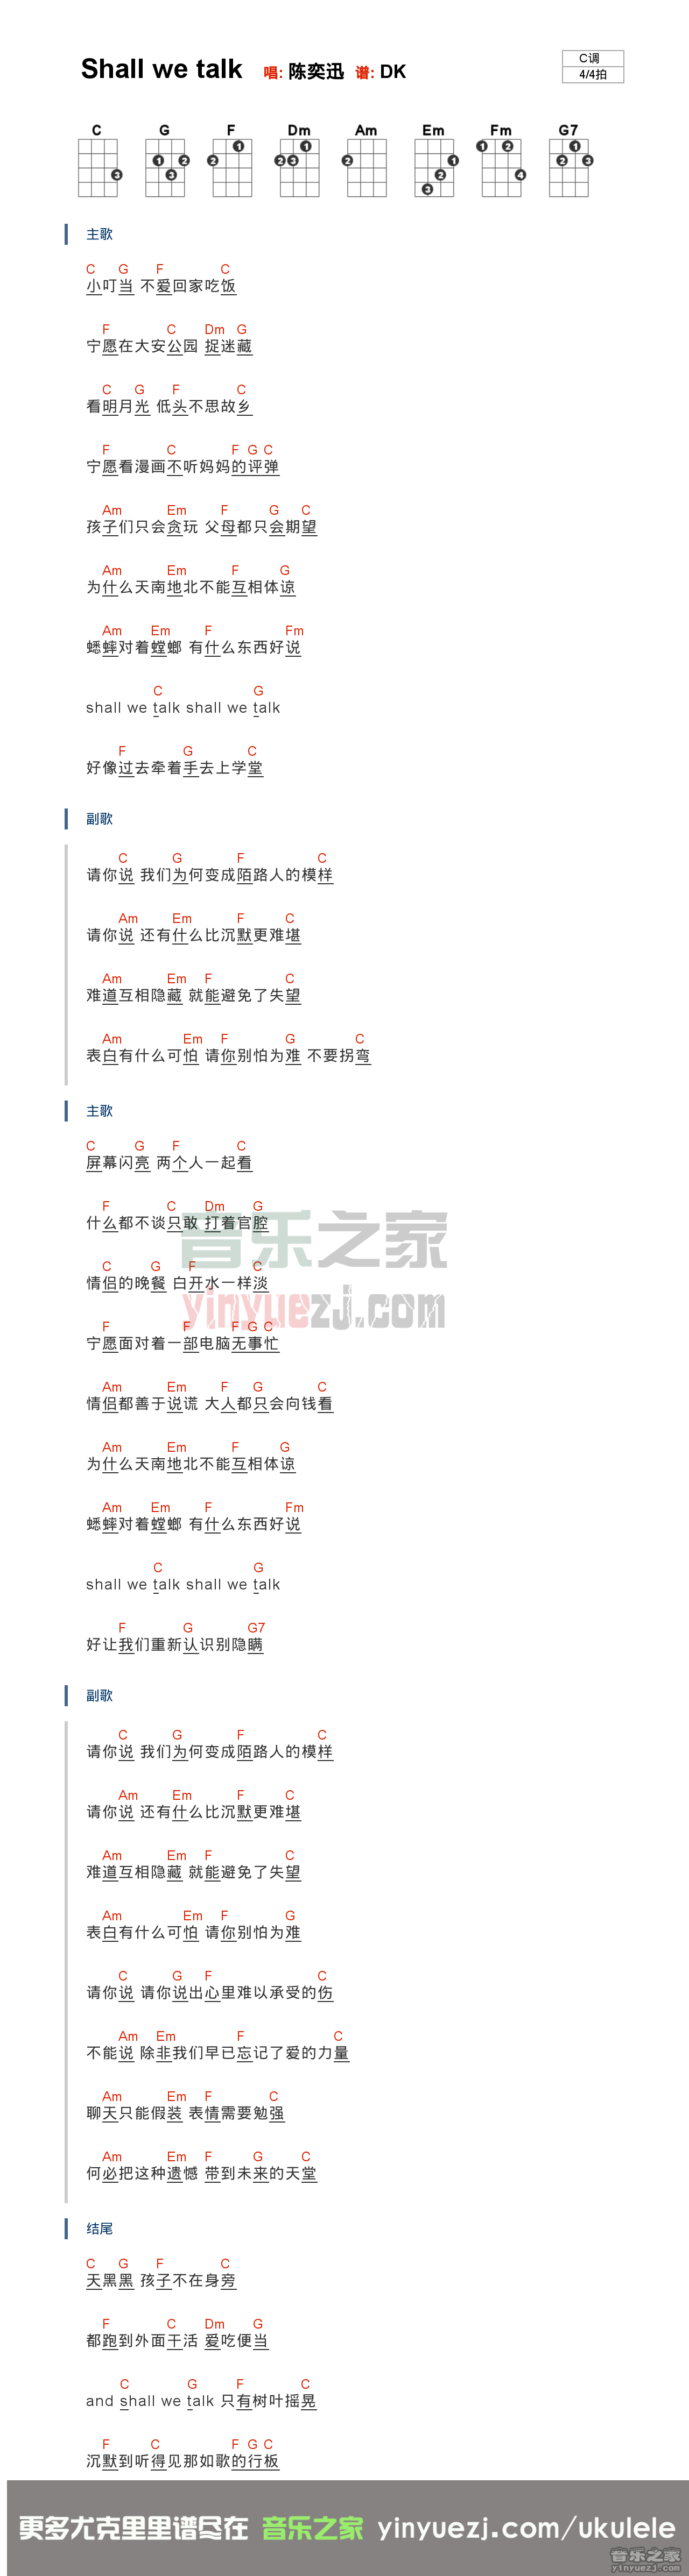 Shall we talk 唱: 陈奕迅 谱: DK
C调
4/4拍
C G F Dm Am Em Fm G7
主歌
C G F C
小叮当 不爱回家吃饭
F C Dm G
宁愿在大安公园 捉迷藏
C G F C
看明月光 低头不思故乡
F C F G C
宁愿看漫画不听妈妈的评弹
Am Em F G C
孩子们只会贪玩 父母都只会期望
Am Em F G
为什么天南地北不能互相体谅
Am Em F Fm
蟋蟀对着螳螂 有什么东西好说
C G
shall we talk shall we talk
F G C
好像过去牵着手去上学堂
副歌
C G F C
请你说 我们为何变成陌路人的模样
Am Em F C
请你说 还有什么比沉默更难堪
Am Em F C
难道互相隐藏 就能避免了失望
Am Em F G C
表白有什么可怕 请你别怕为难 不要拐弯
主歌
C G F C
屏幕闪亮 两个人一起看
F C Dm G
什么都不谈只敢 打着官腔
C G F C
情侣的晚餐 白开水一样淡
F F F G C
宁愿面对着一部电脑无事忙
Am Em F G C
情侣都善于说谎 大人都只会向钱看
Am Em F G
为什么天南地北不能互相体谅
Am Em F Fm
蟋蟀对着螳螂 有什么东西好说
C G
shall we talk shall we talk
F G G7
好让我们重新认识别隐瞒
副歌
C G F C
请你说 我们为何变成陌路人的模样
Am Em F C
请你说 还有什么比沉默更难堪
Am Em F C
难道互相隐藏 就能避免了失望
Am Em F G
表白有什么可怕 请你别怕为难
C G F C
请你说 请你说出心里难以承受的伤
Am Em F C
不能说 除非我们早已忘记了爱的力量
Am Em F C
聊天只能假装 表情需要勉强
Am Em F G C
何必把这种遗憾 带到未来的天堂
结尾
C G F C
天黑黑 孩子不在身旁
F C Dm G
都跑到外面干活 爱吃便当
C G F C
and shall we talk 只有树叶摇晃
F C F G C
沉默到听得见那如歌的行板
音乐之家
yinyuezj.com
更多尤克里里谱尽在 音乐之家 yinyuezj.com/ukulele
音乐之家
yinyuezj.com